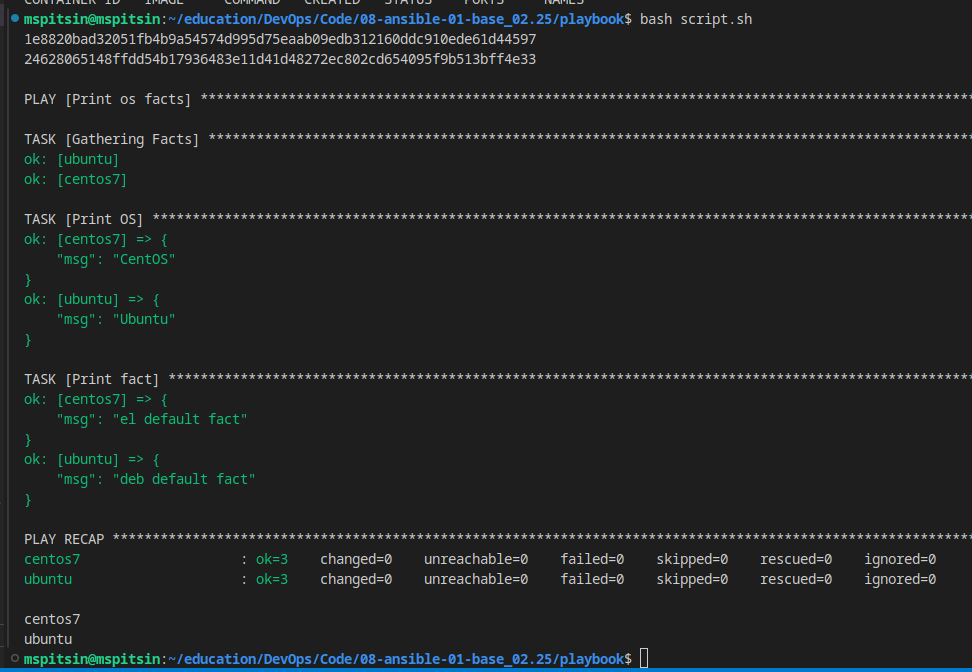 CONTAINER ID IMAGE COMMAND CREATED STATUS PORTS NAMES
mspitsin@mspitsin:~/education/DevOps/Code/08-ansible-01-base_02.25/playbook$ bash script.sh
1e8820bad32051fb4b9a54574d995d75eaab09edb312160ddc910ede61d44597
24628065148ffdd54b17936483e11d41d48272ec802cd654095f9b513bff4e33

PLAY [Print os facts] ************************************************************************************************

TASK [Gathering Facts] ***********************************************************************************************
ok: [ubuntu]
ok: [centos7]

TASK [Print OS] ******************************************************************************************************
ok: [centos7] => {
    "msg": "CentOS"
}
ok: [ubuntu] => {
    "msg": "Ubuntu"
}

TASK [Print fact] ****************************************************************************************************
ok: [centos7] => {
    "msg": "el default fact"
}
ok: [ubuntu] => {
    "msg": "deb default fact"
}

PLAY RECAP ***********************************************************************************************************
centos7                    : ok=3    changed=0    unreachable=0    failed=0    skipped=0    rescued=0    ignored=0
ubuntu                     : ok=3    changed=0    unreachable=0    failed=0    skipped=0    rescued=0    ignored=0

centos7
ubuntu
mspitsin@mspitsin:~/education/DevOps/Code/08-ansible-01-base_02.25/playbook$